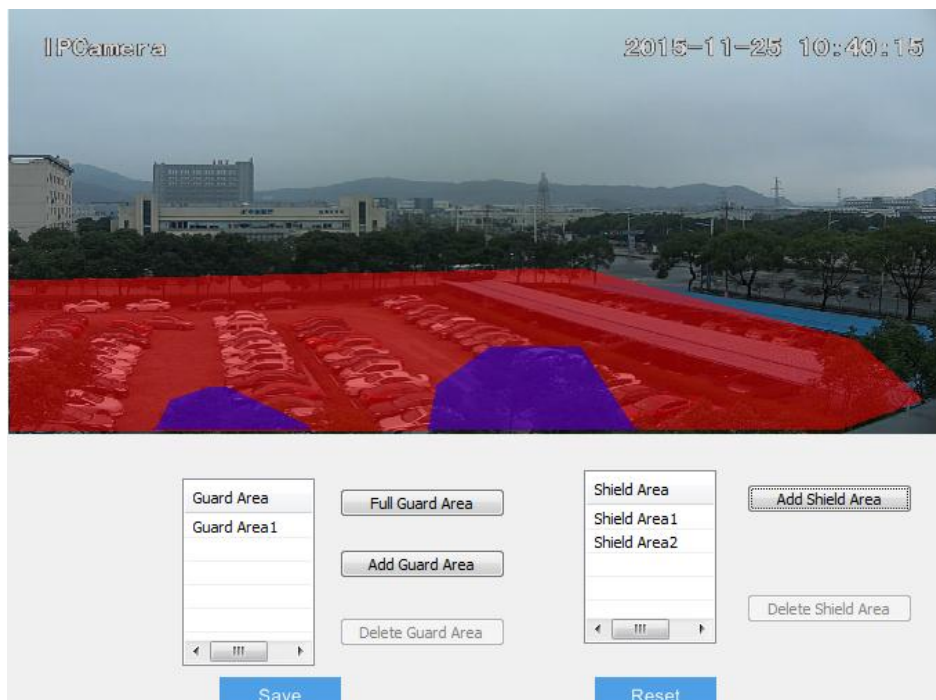 IPCamera
2015-11-25 10:40:15
Guard Area
Guard Area1
Full Guard Area
Add Guard Area
Delete Guard Area
Shield Area
Shield Area1
Shield Area2
Add Shield Area
Delete Shield Area
Save
Reset